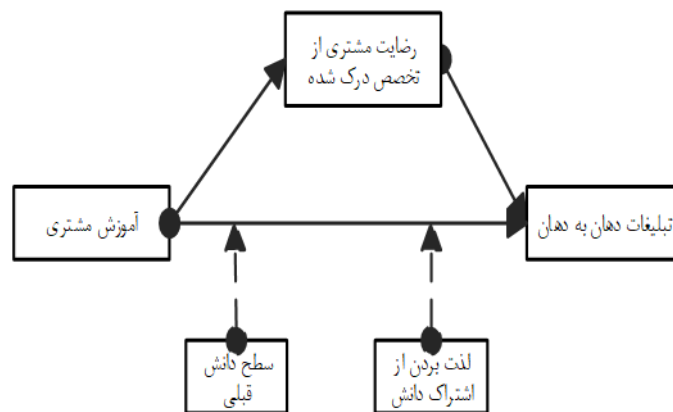 رضایت مشتری از
تخصص درک شده
تبلیغات دهان به دهان
آموزش مشتری
لذت بردن از
اشتراک دانش
سطح دانش
قبلی